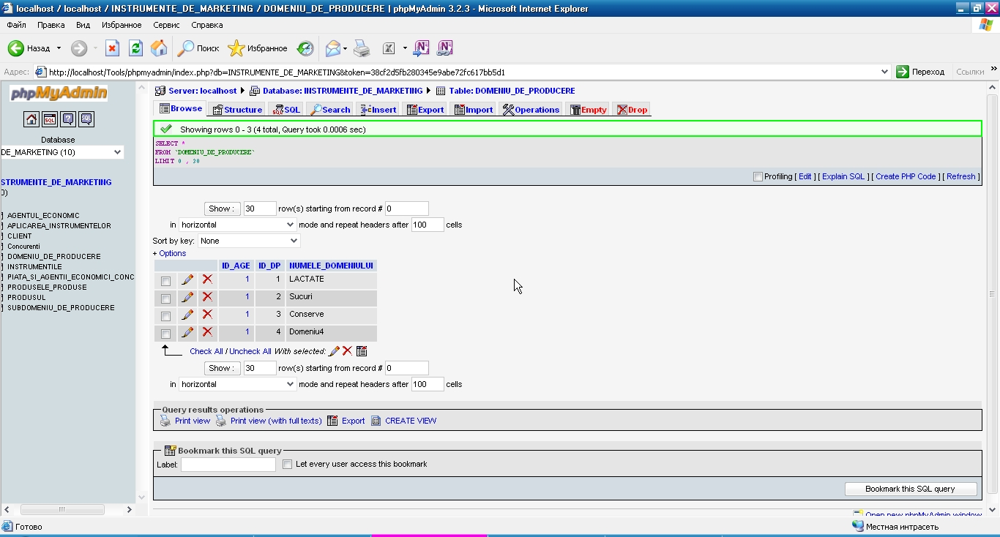 localhost / localhost / INSTRUMENTE_DE_MARKETING / DOMENIU_DE_PRODUCERE | phpMyAdmin 3.2.3 - Microsoft Internet Explorer
Файл Правка Вид Избранное Сервис Справка
Назад Поиск Избранное
Адрес: http://localhost/Tools/phpmyadmin/index.php?db=INSTRUMENTE_DE_MARKETING&token=38cf2d5fb280345e9abe72fc617bb5d1 Переход Ссылки »
phpMyAdmin
SQL ? SQL
Database
DE_MARKETING (10)
STRUMENTE_DE_MARKETING
0)
AGENTUL_ECONOMIC
APLICAREA_INSTRUMENTELOR
CLIENT
Concurenti
DOMENIU_DE_PRODUCERE
INSTRUMENTILE
PIATA_SI_AGENTII_ECONOMICI_CONC
PRODUSELE_PRODUSE
PRODUSUL
SUBDOMENIU_DE_PRODUCERE
Server: localhost Database: INSTRUMENTE_DE_MARKETING Table: DOMENIU_DE_PRODUCERE
Browse Structure SQL Search Insert Export Import Operations Empty Drop
Showing rows 0 - 3 (4 total, Query took 0.0006 sec)
SELECT *
FROM `DOMENIU_DE_PRODUCERE`
LIMIT 0 , 30
Profiling [ Edit ] [ Explain SQL ] [ Create PHP Code ] [ Refresh ]
Show : 30 row(s) starting from record # 0
in horizontal mode and repeat headers after 100 cells
Sort by key: None
+ Options
ID_AGE ID_DP NUMELE_DOMENIULUI
1 1 LACTATE
1 2 Sucuri
1 3 Conserve
1 4 Domeniu4
Check All / Uncheck All With selected:
Show : 30 row(s) starting from record # 0
in horizontal mode and repeat headers after 100 cells
Query results operations
Print view Print view (with full texts) Export CREATE VIEW
Bookmark this SQL query
Label: Let every user access this bookmark
Bookmark this SQL query
Open new phpMyAdmin window
Готово Местная интрасеть